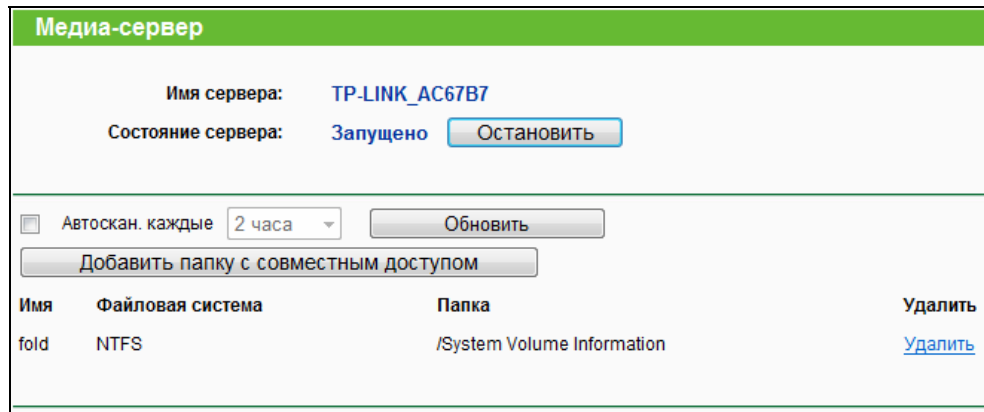 Медиа-сервер
Имя сервера: TP-LINK_AC67B7
Состояние сервера: Запущено Остановить
Автоскан. каждые 2 часа Обновить
Добавить папку с совместным доступом
Имя Файловая система Папка Удалить
fold NTFS /System Volume Information Удалить